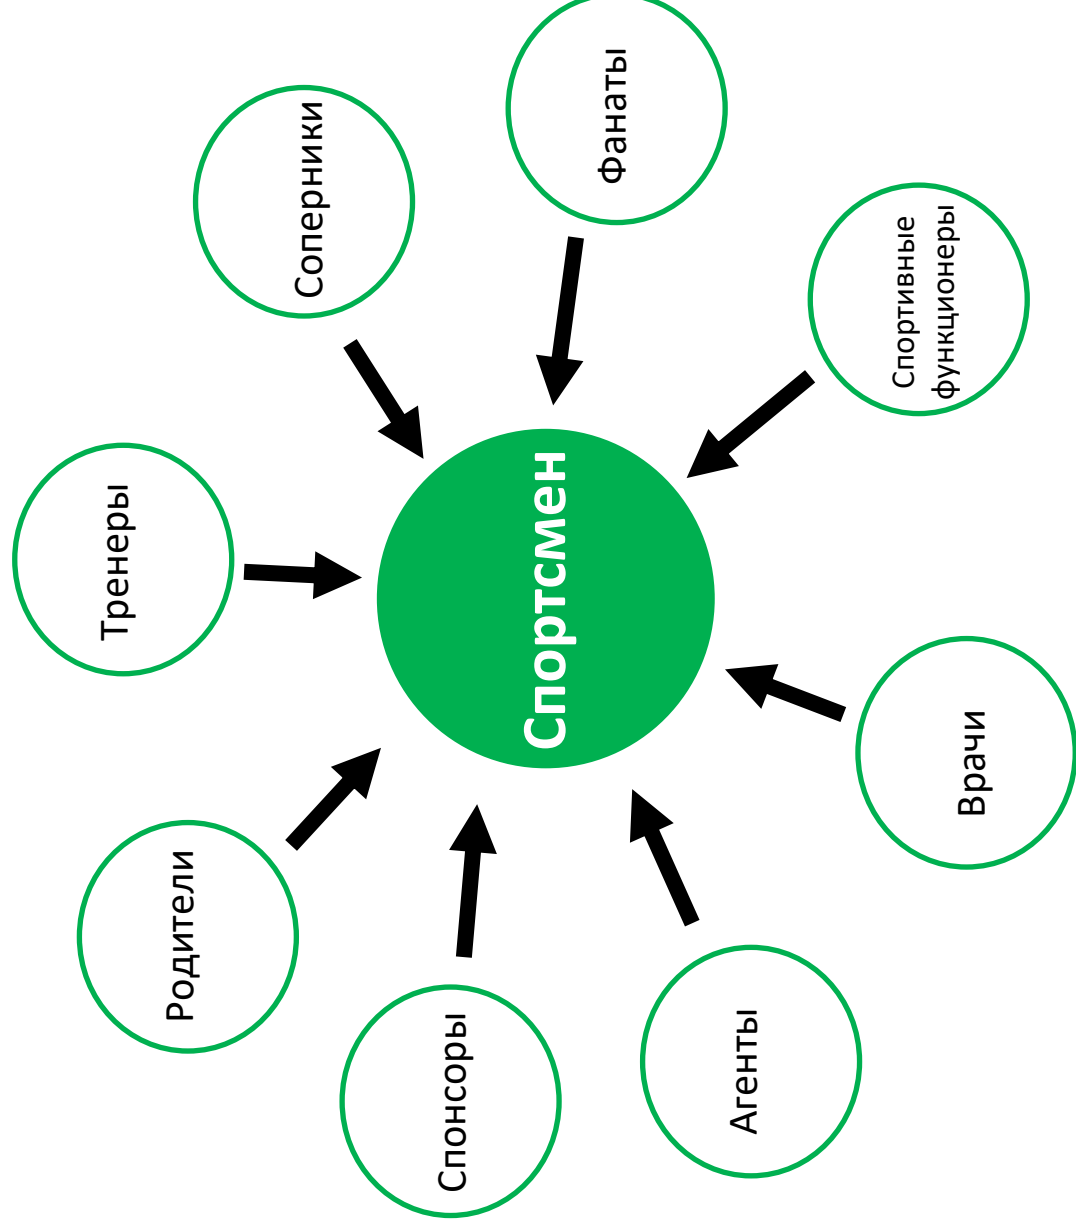 Тренеры
Соперники
Фанаты
Спортивные
функционеры
Врачи
Агенты
Спонсоры
Родители
Спортсмен